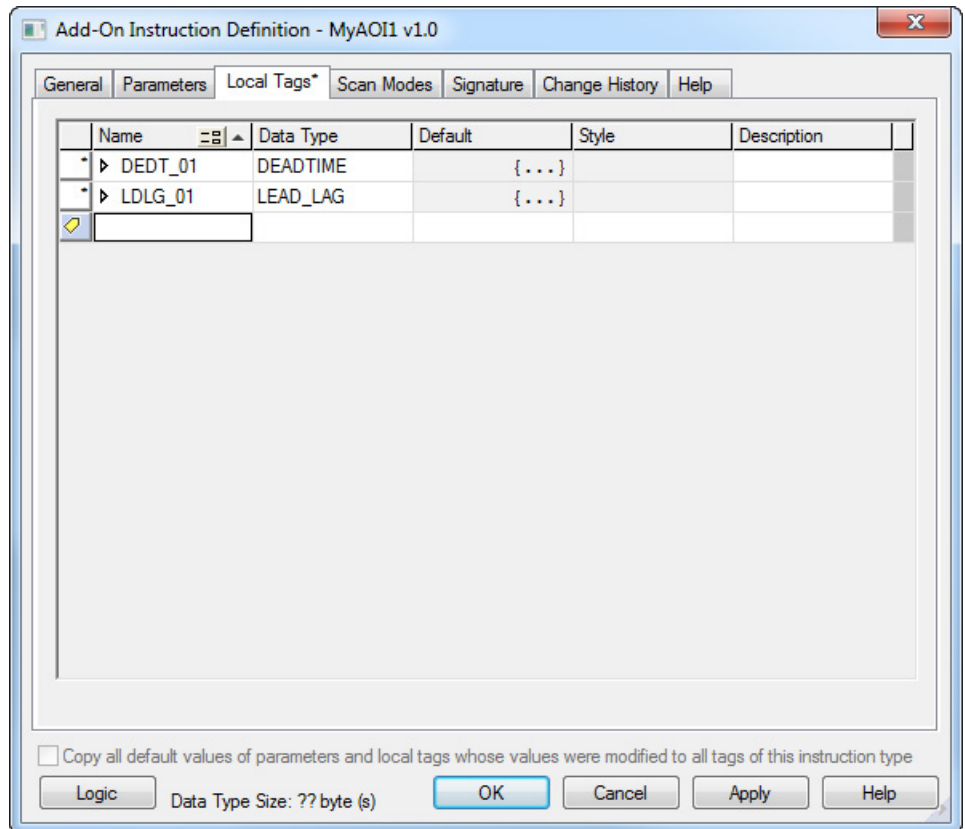 Add-On Instruction Definition - MyAOI1 v1.0
General Parameters Local Tags* Scan Modes Signature Change History Help
Name Data Type Default Style Description
* DEDT_01 DEADTIME {...}
* LDLG_01 LEAD_LAG {...}
Copy all default values of parameters and local tags whose values were modified to all tags of this instruction type
Logic Data Type Size: ?? byte (s) OK Cancel Apply Help